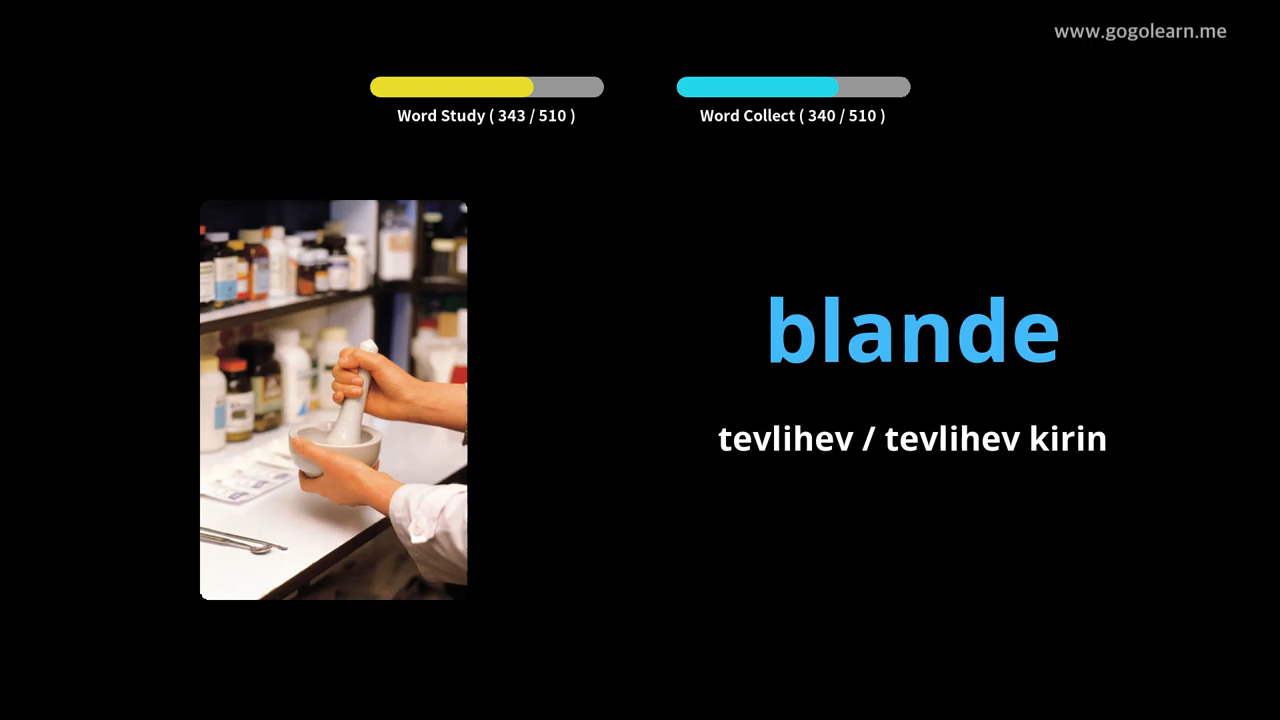 www.gogolearn.me
Word Study ( 343 / 510 )
Word Collect ( 340 / 510 )
blande
tevlihev / tevlihev kirin